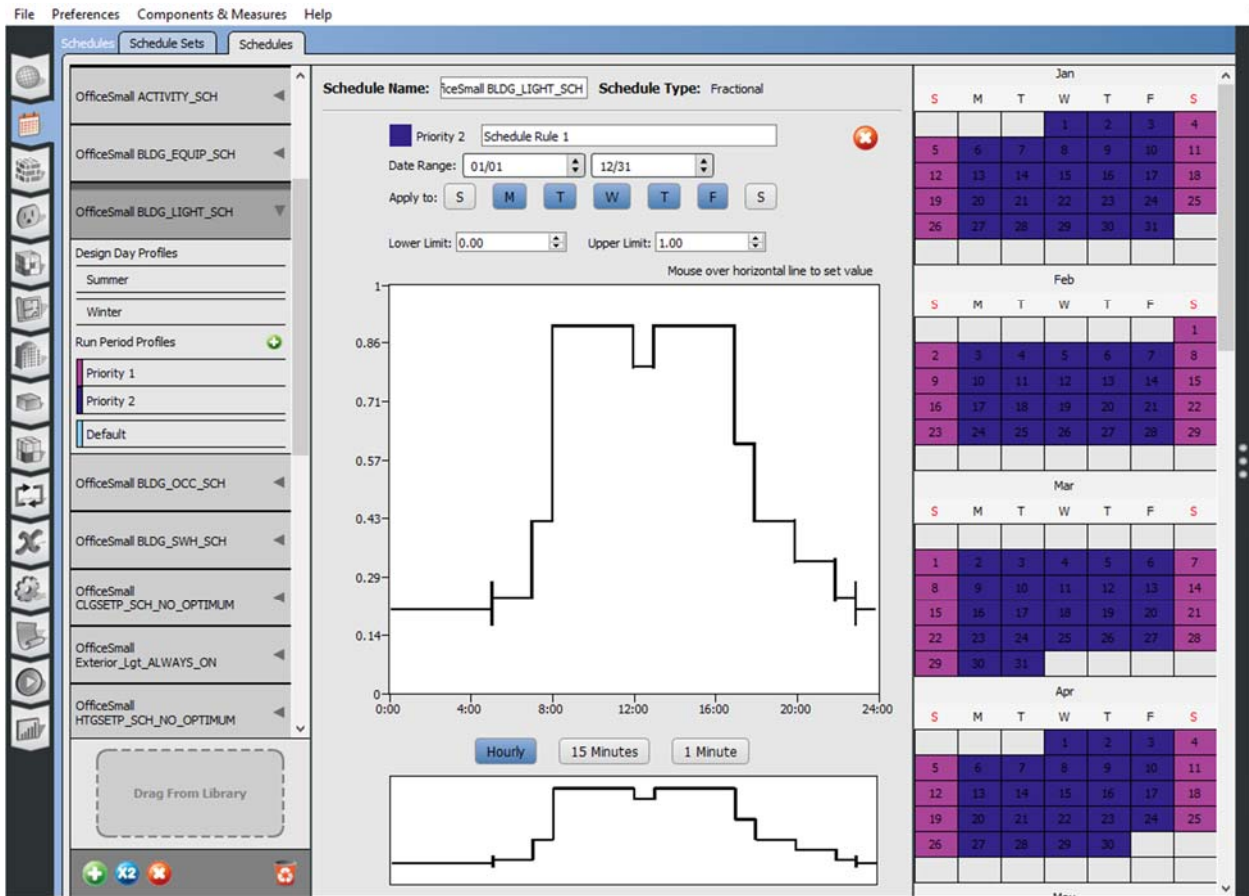 File Preferences Components & Measures Help
Schedules Schedule Sets Schedules
OfficeSmall ACTIVITY_SCH
OfficeSmall BLDG_EQUIP_SCH
OfficeSmall BLDG_LIGHT_SCH
Design Day Profiles
Summer
Winter
Run Period Profiles
Priority 1
Priority 2
Default
OfficeSmall BLDG_OCC_SCH
OfficeSmall BLDG_SWH_SCH
OfficeSmall
CLGSETP_SCH_NO_OPTIMUM
OfficeSmall
Exterior_Lgt_ALWAYS_ON
OfficeSmall
HTGSETP_SCH_NO_OPTIMUM
Drag From Library
X2
Schedule Name: ficeSmall BLDG_LIGHT_SCH Schedule Type: Fractional
Priority 2 Schedule Rule 1
Date Range: 01/01 12/31
Apply to: S M T W T F S
Lower Limit: 0.00 Upper Limit: 1.00
Mouse over horizontal line to set value
1
0.86
0.71
0.57
0.43
0.29
0.14
0
0:00 4:00 8:00 12:00 16:00 20:00 24:00
Hourly 15 Minutes 1 Minute
Jan
S M T W T F S
1 2 3 4
5 6 7 8 9 10 11
12 13 14 15 16 17 18
19 20 21 22 23 24 25
26 27 28 29 30 31
Feb
S M T W T F S
1
2 3 4 5 6 7 8
9 10 11 12 13 14 15
16 17 18 19 20 21 22
23 24 25 26 27 28 29
Mar
S M T W T F S
1 2 3 4 5 6 7
8 9 10 11 12 13 14
15 16 17 18 19 20 21
22 23 24 25 26 27 28
29 30 31
Apr
S M T W T F S
1 2 3 4
5 6 7 8 9 10 11
12 13 14 15 16 17 18
19 20 21 22 23 24 25
26 27 28 29 30